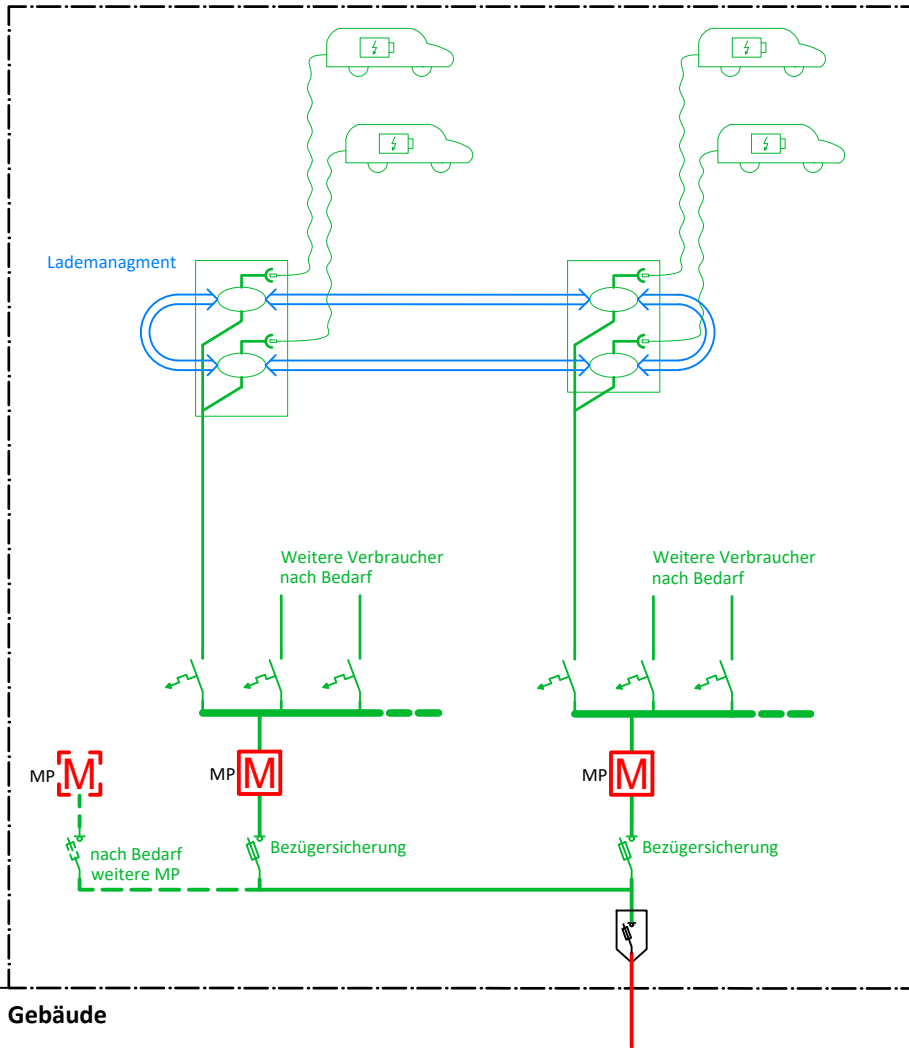 Lademanagment
Weitere Verbraucher
nach Bedarf
Weitere Verbraucher
nach Bedarf
MP M
MP M
MP M
nach Bedarf
weitere MP
Bezügersicherung
Bezügersicherung
Gebäude